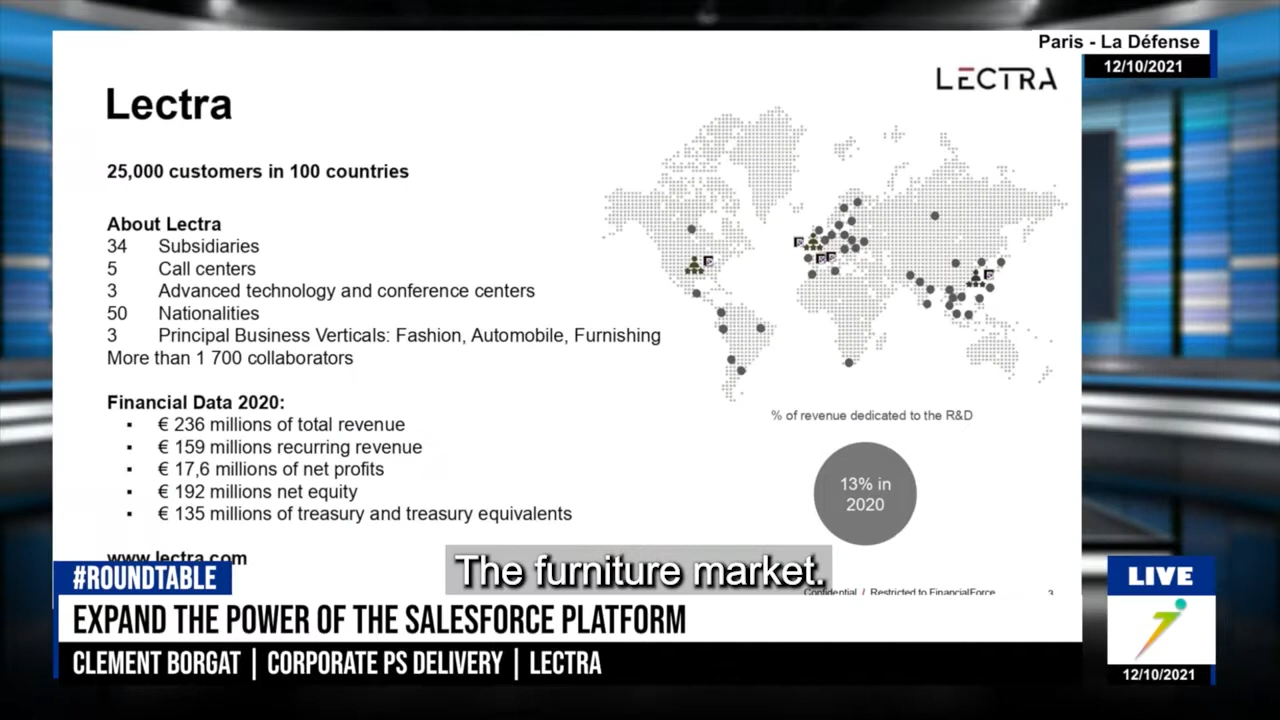 Paris - La Défense
12/10/2021
LECTRA
Lectra
25,000 customers in 100 countries
About Lectra
34 Subsidiaries
5 Call centers
3 Advanced technology and conference centers
50 Nationalities
3 Principal Business Verticals: Fashion, Automobile, Furnishing
More than 1 700 collaborators
Financial Data 2020:
▪ € 236 millions of total revenue
▪ € 159 millions recurring revenue
▪ € 17,6 millions of net profits
▪ € 192 millions net equity
▪ € 135 millions of treasury and treasury equivalents
% of revenue dedicated to the R&D
13% in
2020
www.lectra.com
The furniture market.
Confidential / Restricted to FinancialForce 3
#ROUNDTABLE
EXPAND THE POWER OF THE SALESFORCE PLATFORM
CLEMENT BORGAT | CORPORATE PS DELIVERY | LECTRA
LIVE
12/10/2021